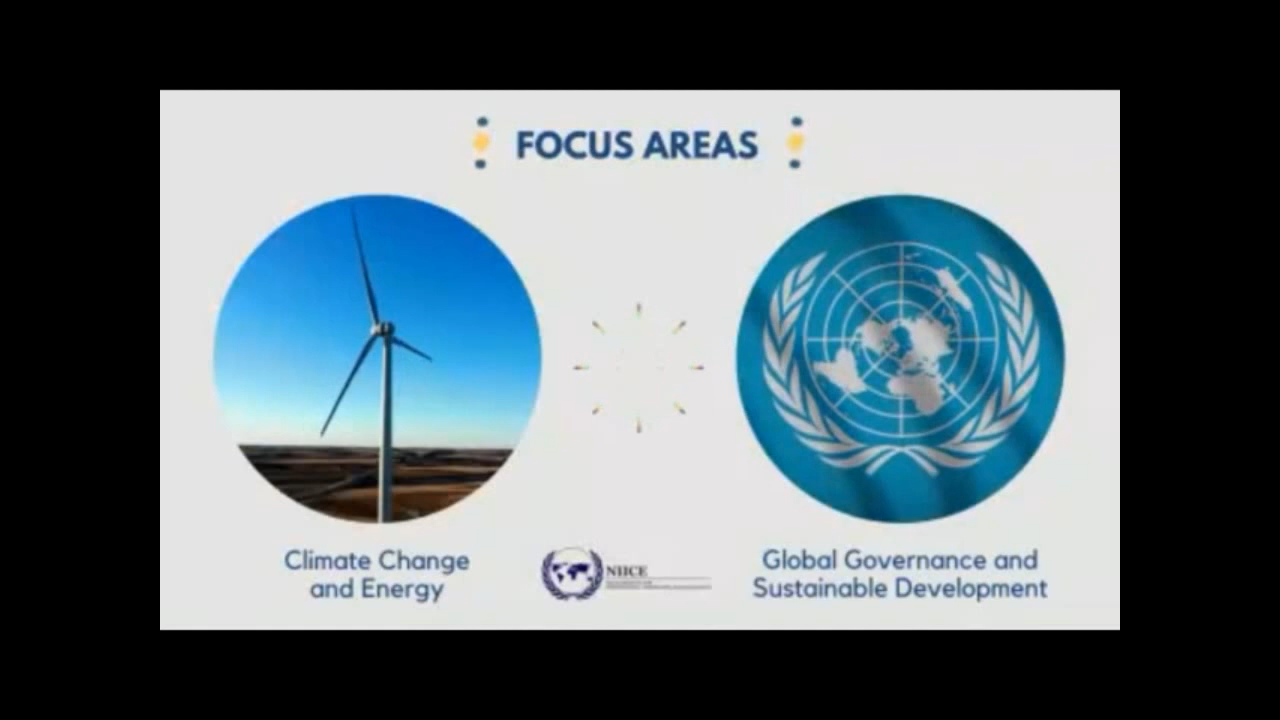 FOCUS AREAS
Climate Change
and Energy
Global Governance and
Sustainable Development
NIICE